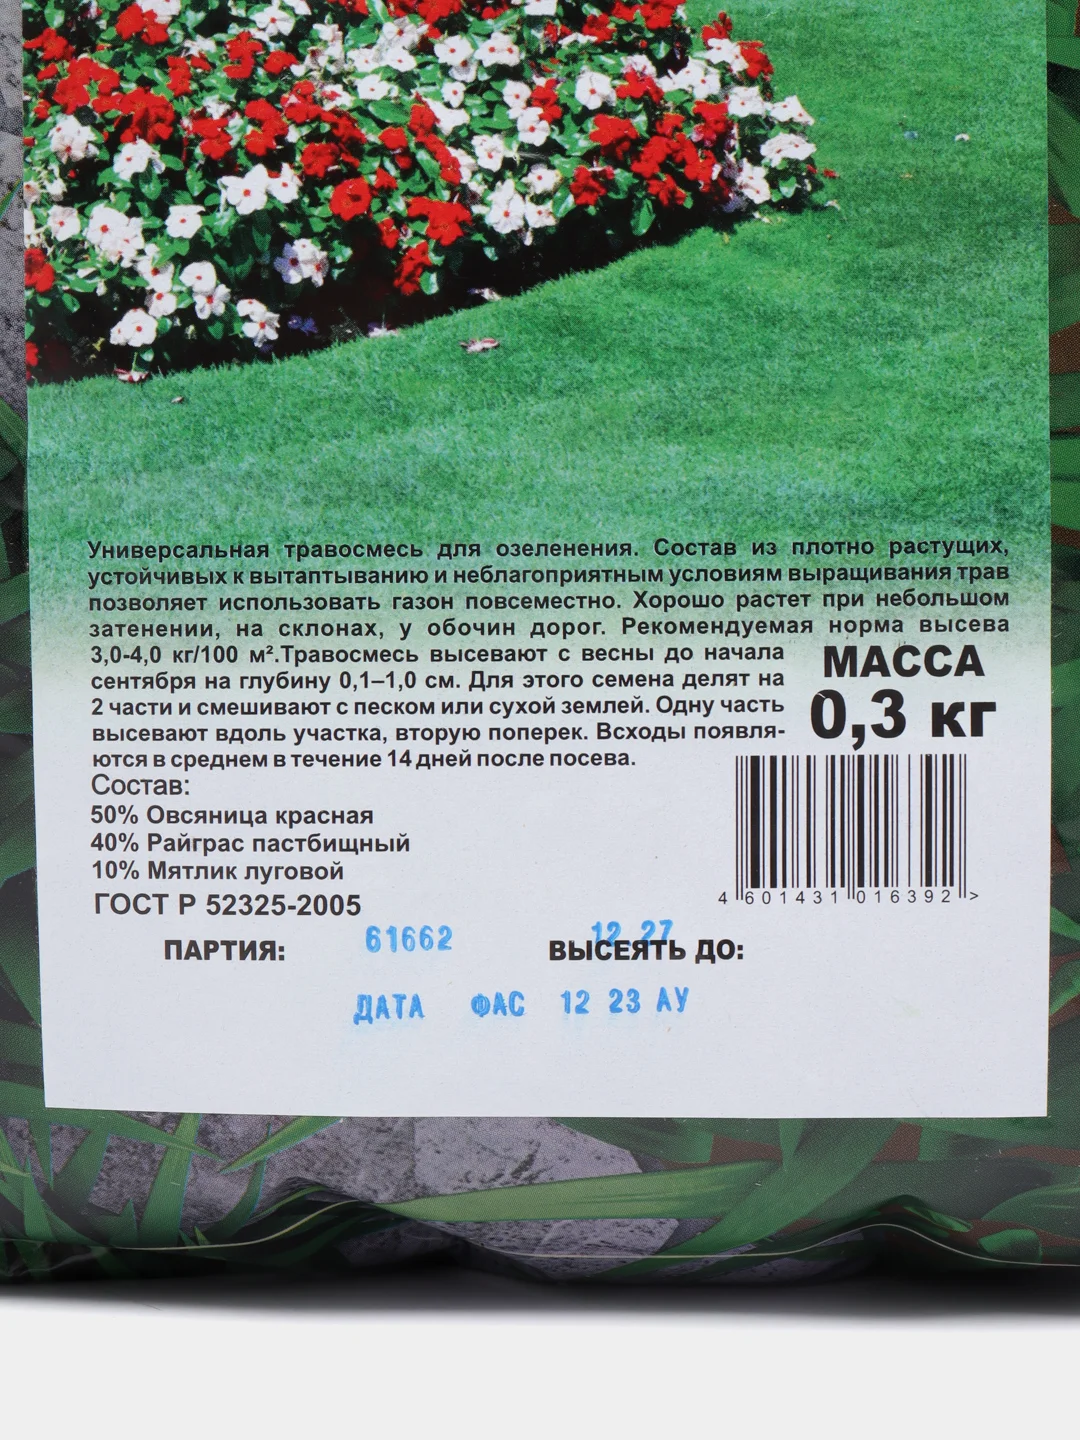 Универсальная травосмесь для озеленения. Состав из плотно растущих,
устойчивых к вытаптыванию и неблагоприятным условиям выращивания трав
позволяет использовать газон повсеместно. Хорошо растет при небольшом
затенении, на склонах, у обочин дорог. Рекомендуемая норма высева
3,0-4,0 кг/100 м².Травосмесь высевают с весны до начала
сентября на глубину 0,1–1,0 см. Для этого семена делят на
2 части и смешивают с песком или сухой землей. Одну часть
высевают вдоль участка, вторую поперек. Всходы появля-
ются в среднем в течение 14 дней после посева.
МАССА
0,3 кг
Состав:
50% Овсяница красная
40% Райграс пастбищный
10% Мятлик луговой
ГОСТ Р 52325-2005
4 601431 016392 >
ПАРТИЯ: 61662 ВЫСЕЯТЬ ДО: 12 27
ДАТА ФАС 12 23 АУ